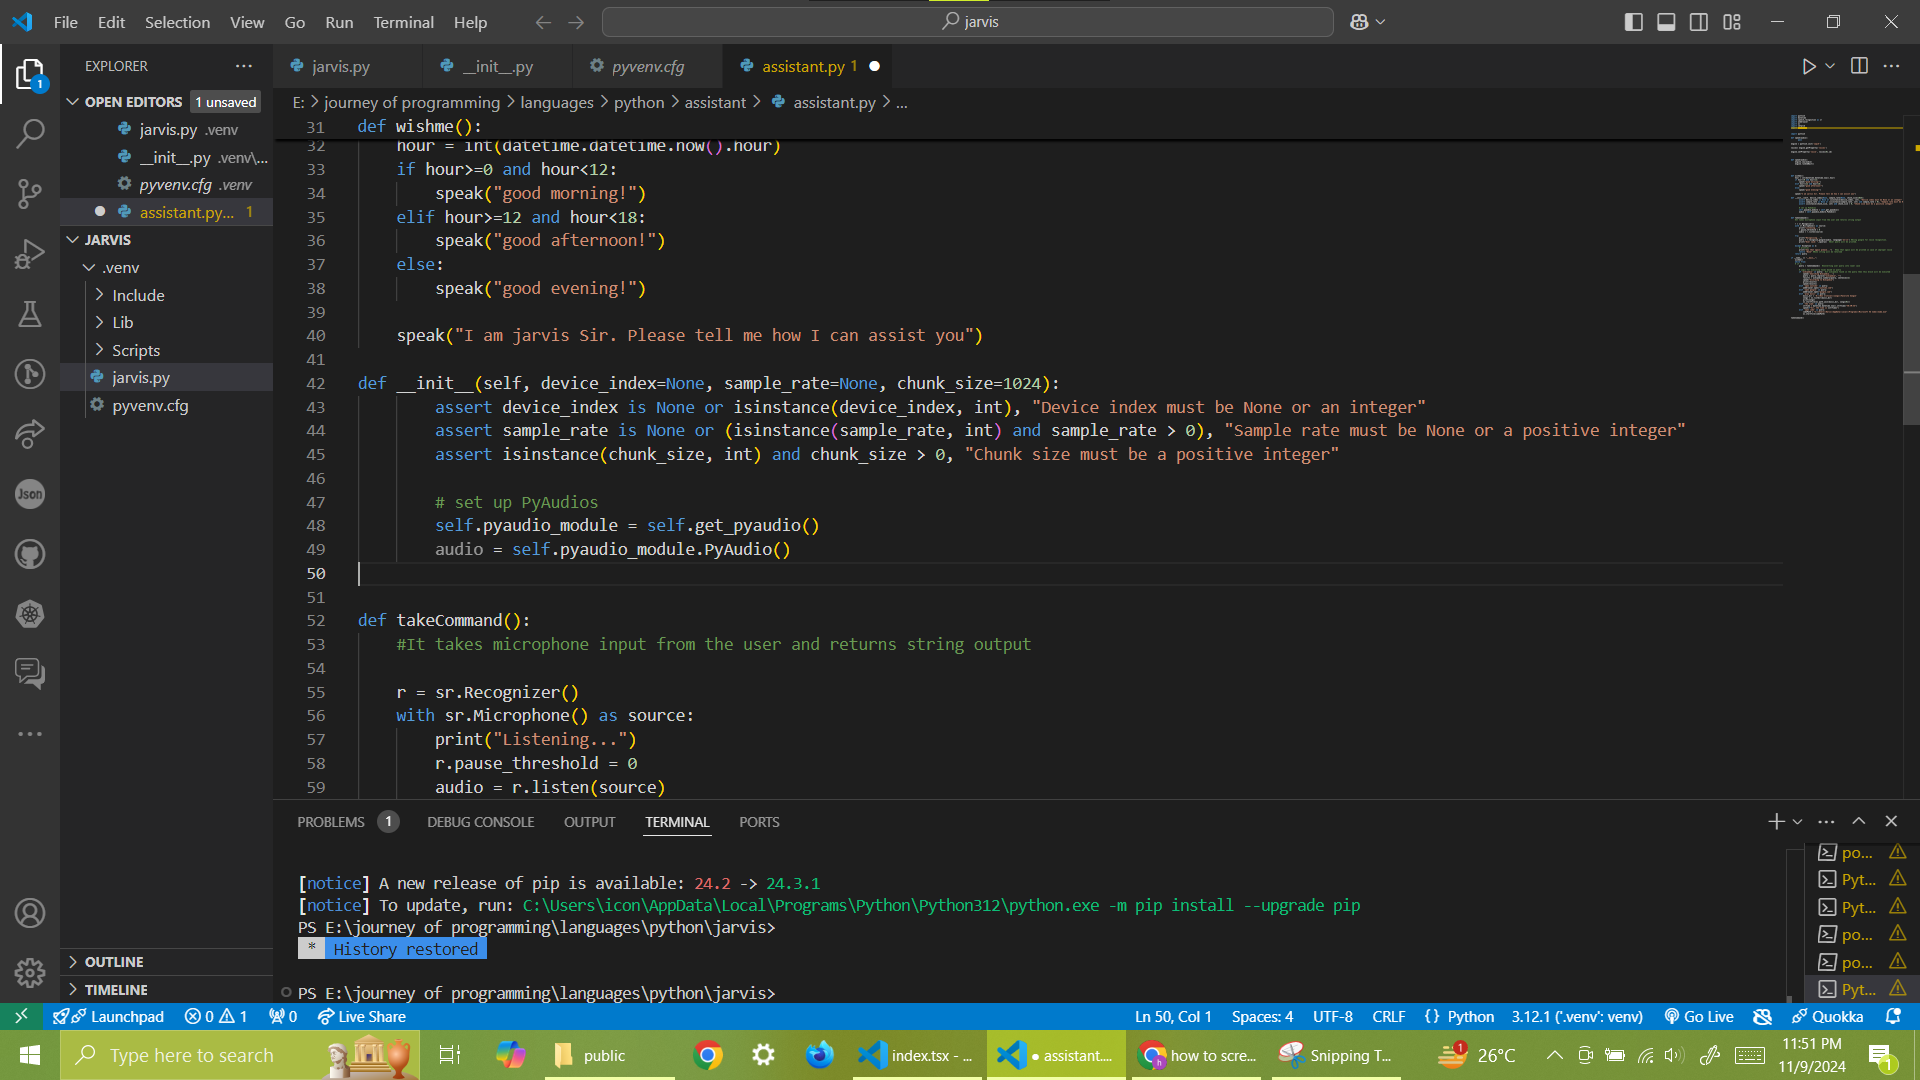 File Edit Selection View Go Run Terminal Help
jarvis
EXPLORER
jarvis.py
__init__.py
pyvenv.cfg
assistant.py 1
OPEN EDITORS 1 unsaved
jarvis.py .venv
__init__.py .venv\...
pyvenv.cfg .venv
assistant.py... 1
JARVIS
.venv
Include
Lib
Scripts
jarvis.py
pyvenv.cfg
OUTLINE
TIMELINE
1
Json
E: > journey of programming > languages > python > assistant > assistant.py > ...
31 def wishme():
32 hour = int(datetime.datetime.now().hour)
33 if hour>=0 and hour<12:
34 speak("good morning!")
35 elif hour>=12 and hour<18:
36 speak("good afternoon!")
37 else:
38 speak("good evening!")
39
40 speak("I am jarvis Sir. Please tell me how I can assist you")
41
42 def __init__(self, device_index=None, sample_rate=None, chunk_size=1024):
43 assert device_index is None or isinstance(device_index, int), "Device index must be None or an integer"
44 assert sample_rate is None or (isinstance(sample_rate, int) and sample_rate > 0), "Sample rate must be None or a positive integer"
45 assert isinstance(chunk_size, int) and chunk_size > 0, "Chunk size must be a positive integer"
46
47 # set up PyAudios
48 self.pyaudio_module = self.get_pyaudio()
49 audio = self.pyaudio_module.PyAudio()
50
51
52 def takeCommand():
53 #It takes microphone input from the user and returns string output
54
55 r = sr.Recognizer()
56 with sr.Microphone() as source:
57 print("Listening...")
58 r.pause_threshold = 0
59 audio = r.listen(source)
PROBLEMS 1 DEBUG CONSOLE OUTPUT TERMINAL PORTS
[notice] A new release of pip is available: 24.2 -> 24.3.1
[notice] To update, run: C:\Users\icon\AppData\Local\Programs\Python\Python312\python.exe -m pip install --upgrade pip
PS E:\journey of programming\languages\python\jarvis>
* History restored
PS E:\journey of programming\languages\python\jarvis>
po...
Pyt...
Pyt...
po...
po...
Pyt...
Launchpad 0 1 0 Live Share Ln 50, Col 1 Spaces: 4 UTF-8 CRLF {} Python 3.12.1 ('.venv': venv) Go Live Quokka
Type here to search
public
index.tsx - ...
assistant....
how to scre...
Snipping T...
1
26°C
11:51 PM
11/9/2024
1